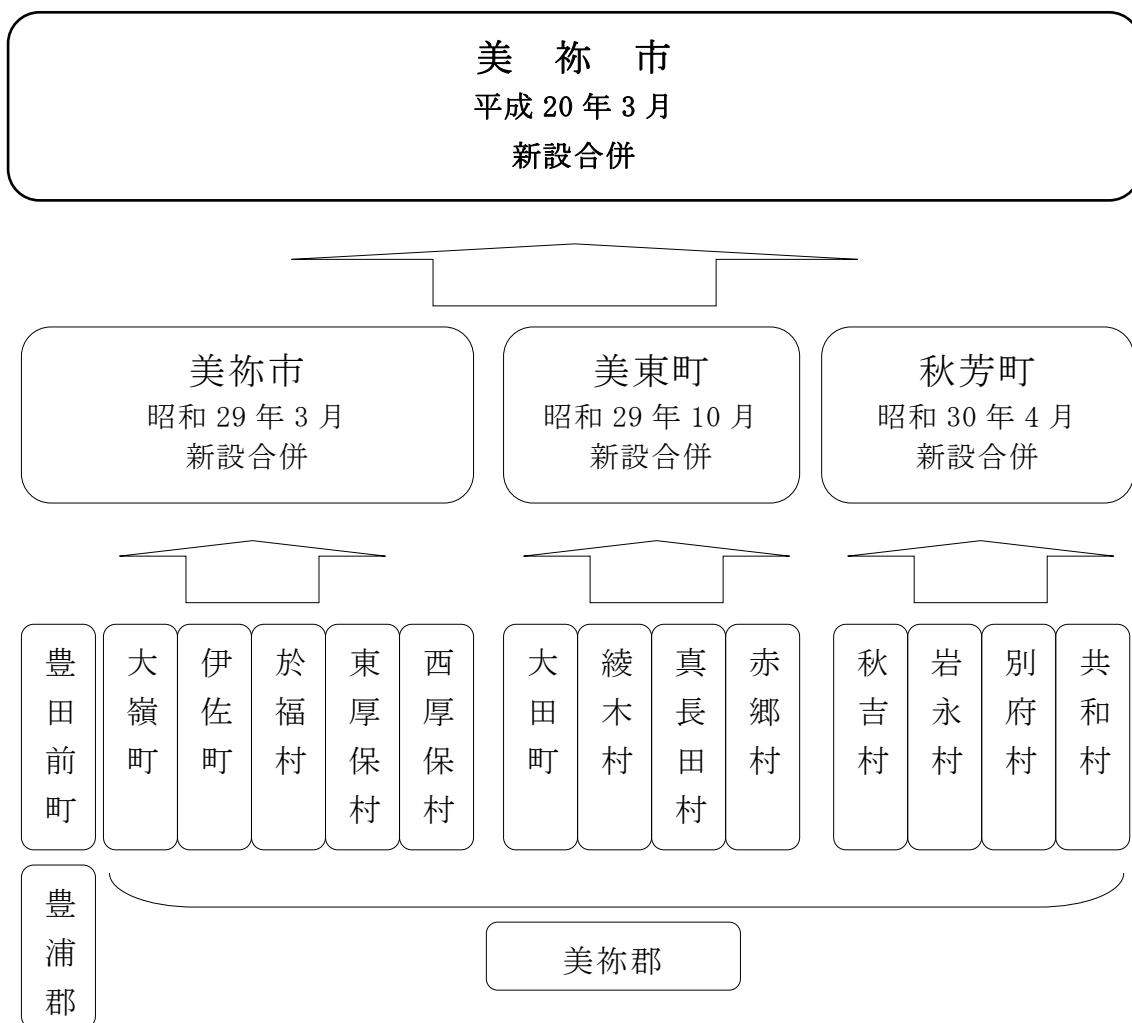 美祢市
平成 20 年 3 月
新設合併
美祢市
昭和 29 年 3 月
新設合併
美東町
昭和 29 年 10 月
新設合併
秋芳町
昭和 30 年 4 月
新設合併
豊田前町
大嶺町
伊佐町
於福村
東厚保村
西厚保村
大田町
綾木村
真長田村
赤郷村
秋吉村
岩永村
別府村
共和村
豊浦郡
美祢郡